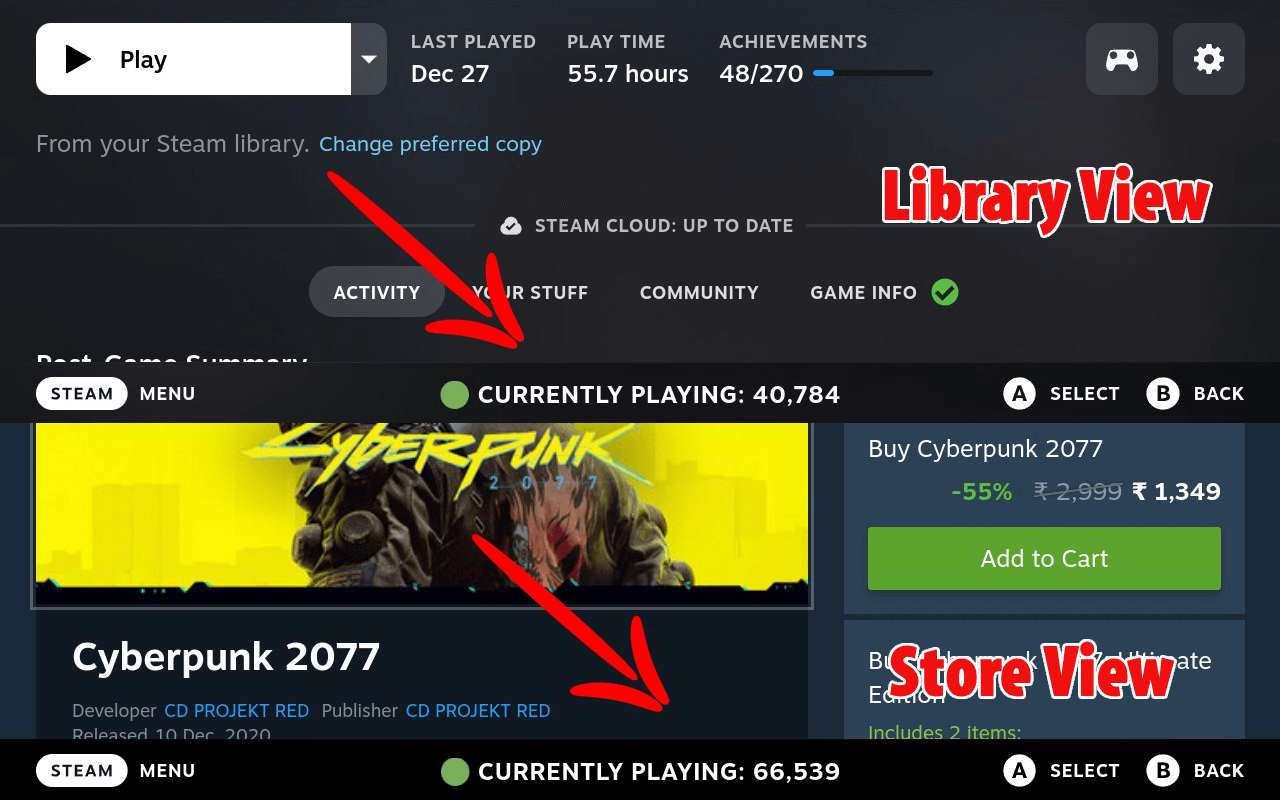 Play
LAST PLAYED
Dec 27
PLAY TIME
55.7 hours
ACHIEVEMENTS
48/270
From your Steam library. Change preferred copy
Library View
STEAM CLOUD: UP TO DATE
ACTIVITY YOUR STUFF COMMUNITY GAME INFO
Post-Game Summary
STEAM MENU CURRENTLY PLAYING: 40,784 A SELECT B BACK
CYBERPUNK
2077
Buy Cyberpunk 2077
-55% ₹ 2,999 ₹ 1,349
Add to Cart
Cyberpunk 2077
Developer CD PROJEKT RED Publisher CD PROJEKT RED
Released 10 Dec, 2020
Buy Cyberpunk 2077: Ultimate
Edition
Store View
Includes 2 items:
STEAM MENU CURRENTLY PLAYING: 66,539 A SELECT B BACK